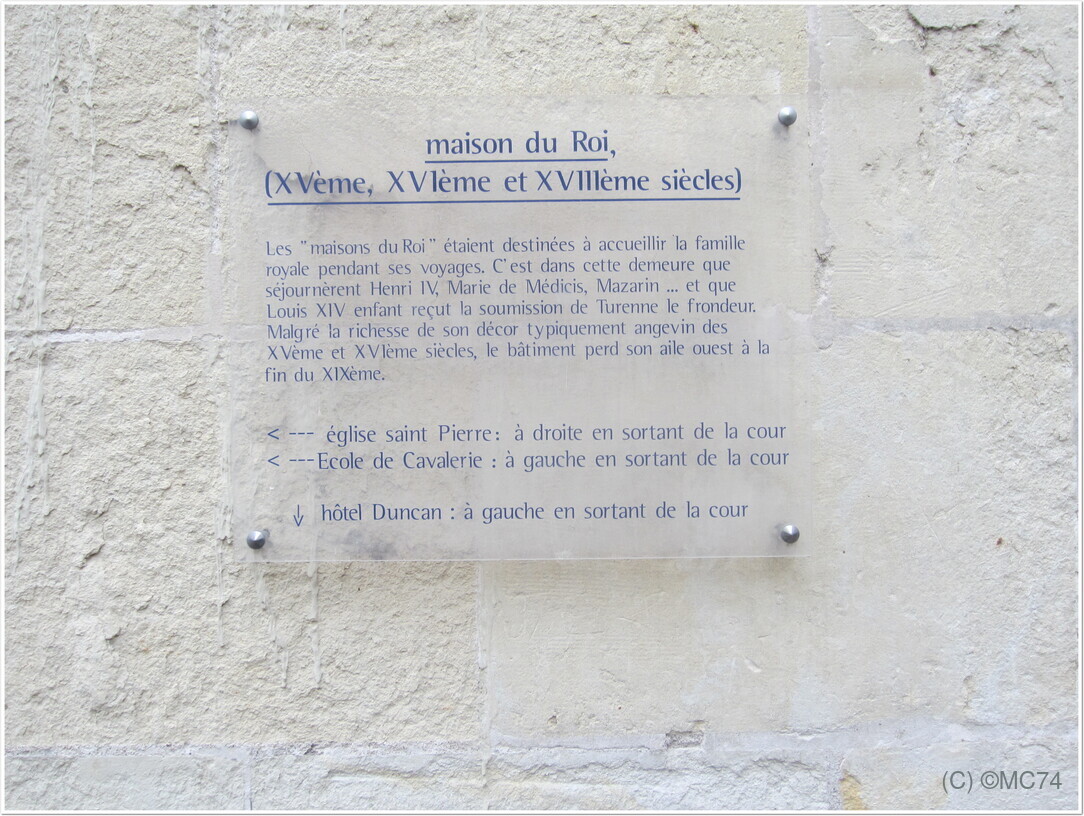 maison du Roi,
(XVème, XVIème et XVIIIème siècles)
Les "maisons du Roi" étaient destinées à accueillir la famille
royale pendant ses voyages. C'est dans cette demeure que
séjournèrent Henri IV, Marie de Médicis, Mazarin ... et que
Louis XIV enfant reçut la soumission de Turenne le frondeur.
Malgré la richesse de son décor typiquement angevin des
XVème et XVIème siècles, le bâtiment perd son aile ouest à la
fin du XIXème.
< --- église saint Pierre : à droite en sortant de la cour
< --- Ecole de Cavalerie : à gauche en sortant de la cour
↓ hôtel Duncan : à gauche en sortant de la cour
(C) ©MC74